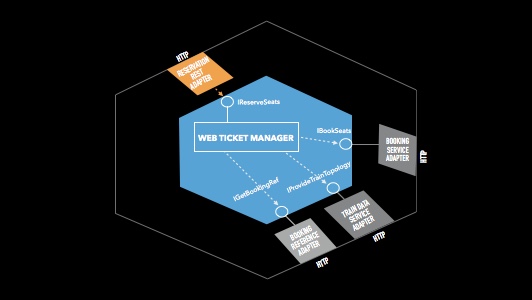 HTTP
RESERVATION
REST
ADAPTER
IReserveSeats
WEB TICKET MANAGER
IBookSeats
BOOKING
SERVICE
ADAPTER
HTTP
IGetBookingRef
IProvideTrainTopology
TRAIN DATA
SERVICE
ADAPTER
HTTP
BOOKING
REFERENCE
ADAPTER
HTTP